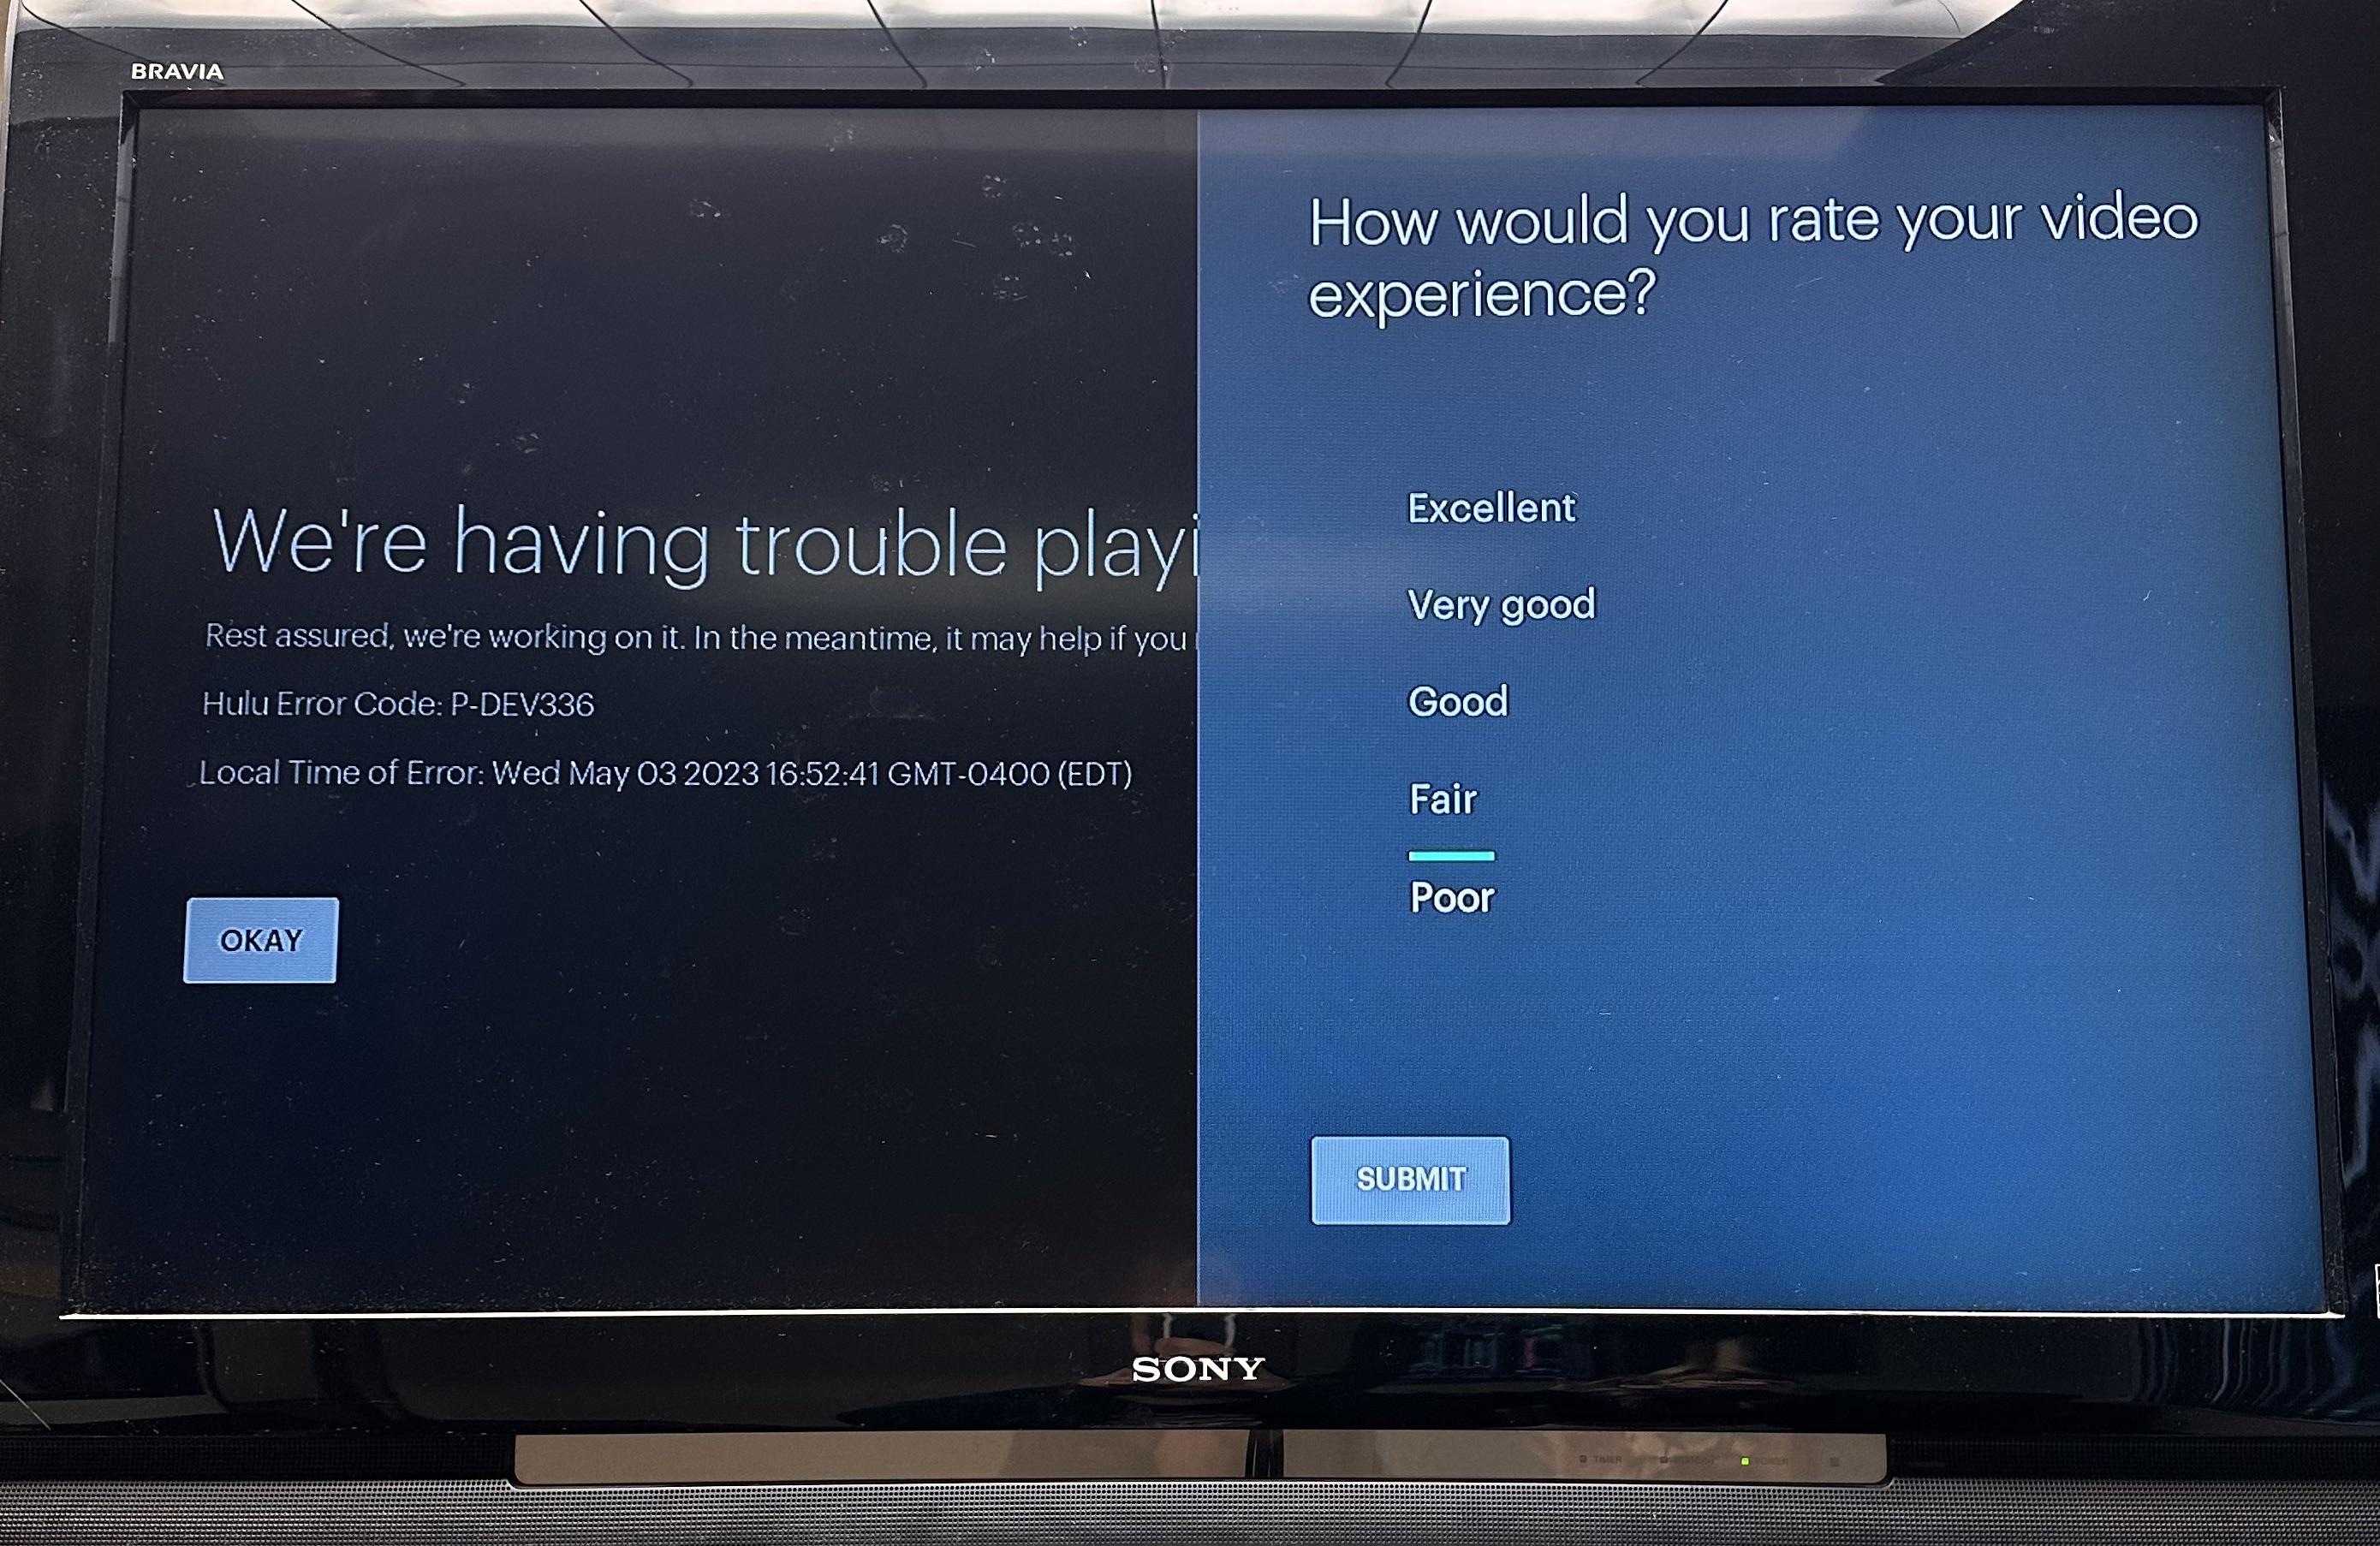 BRAVIA
We're having trouble playi
Rest assured, we're working on it. In the meantime, it may help if you
Hulu Error Code: P-DEV336
Local Time of Error: Wed May 03 2023 16:52:41 GMT-0400 (EDT)
OKAY
How would you rate your video
experience?
Excellent
Very good
Good
Fair
Poor
SUBMIT
SONY
TIMER
POWER